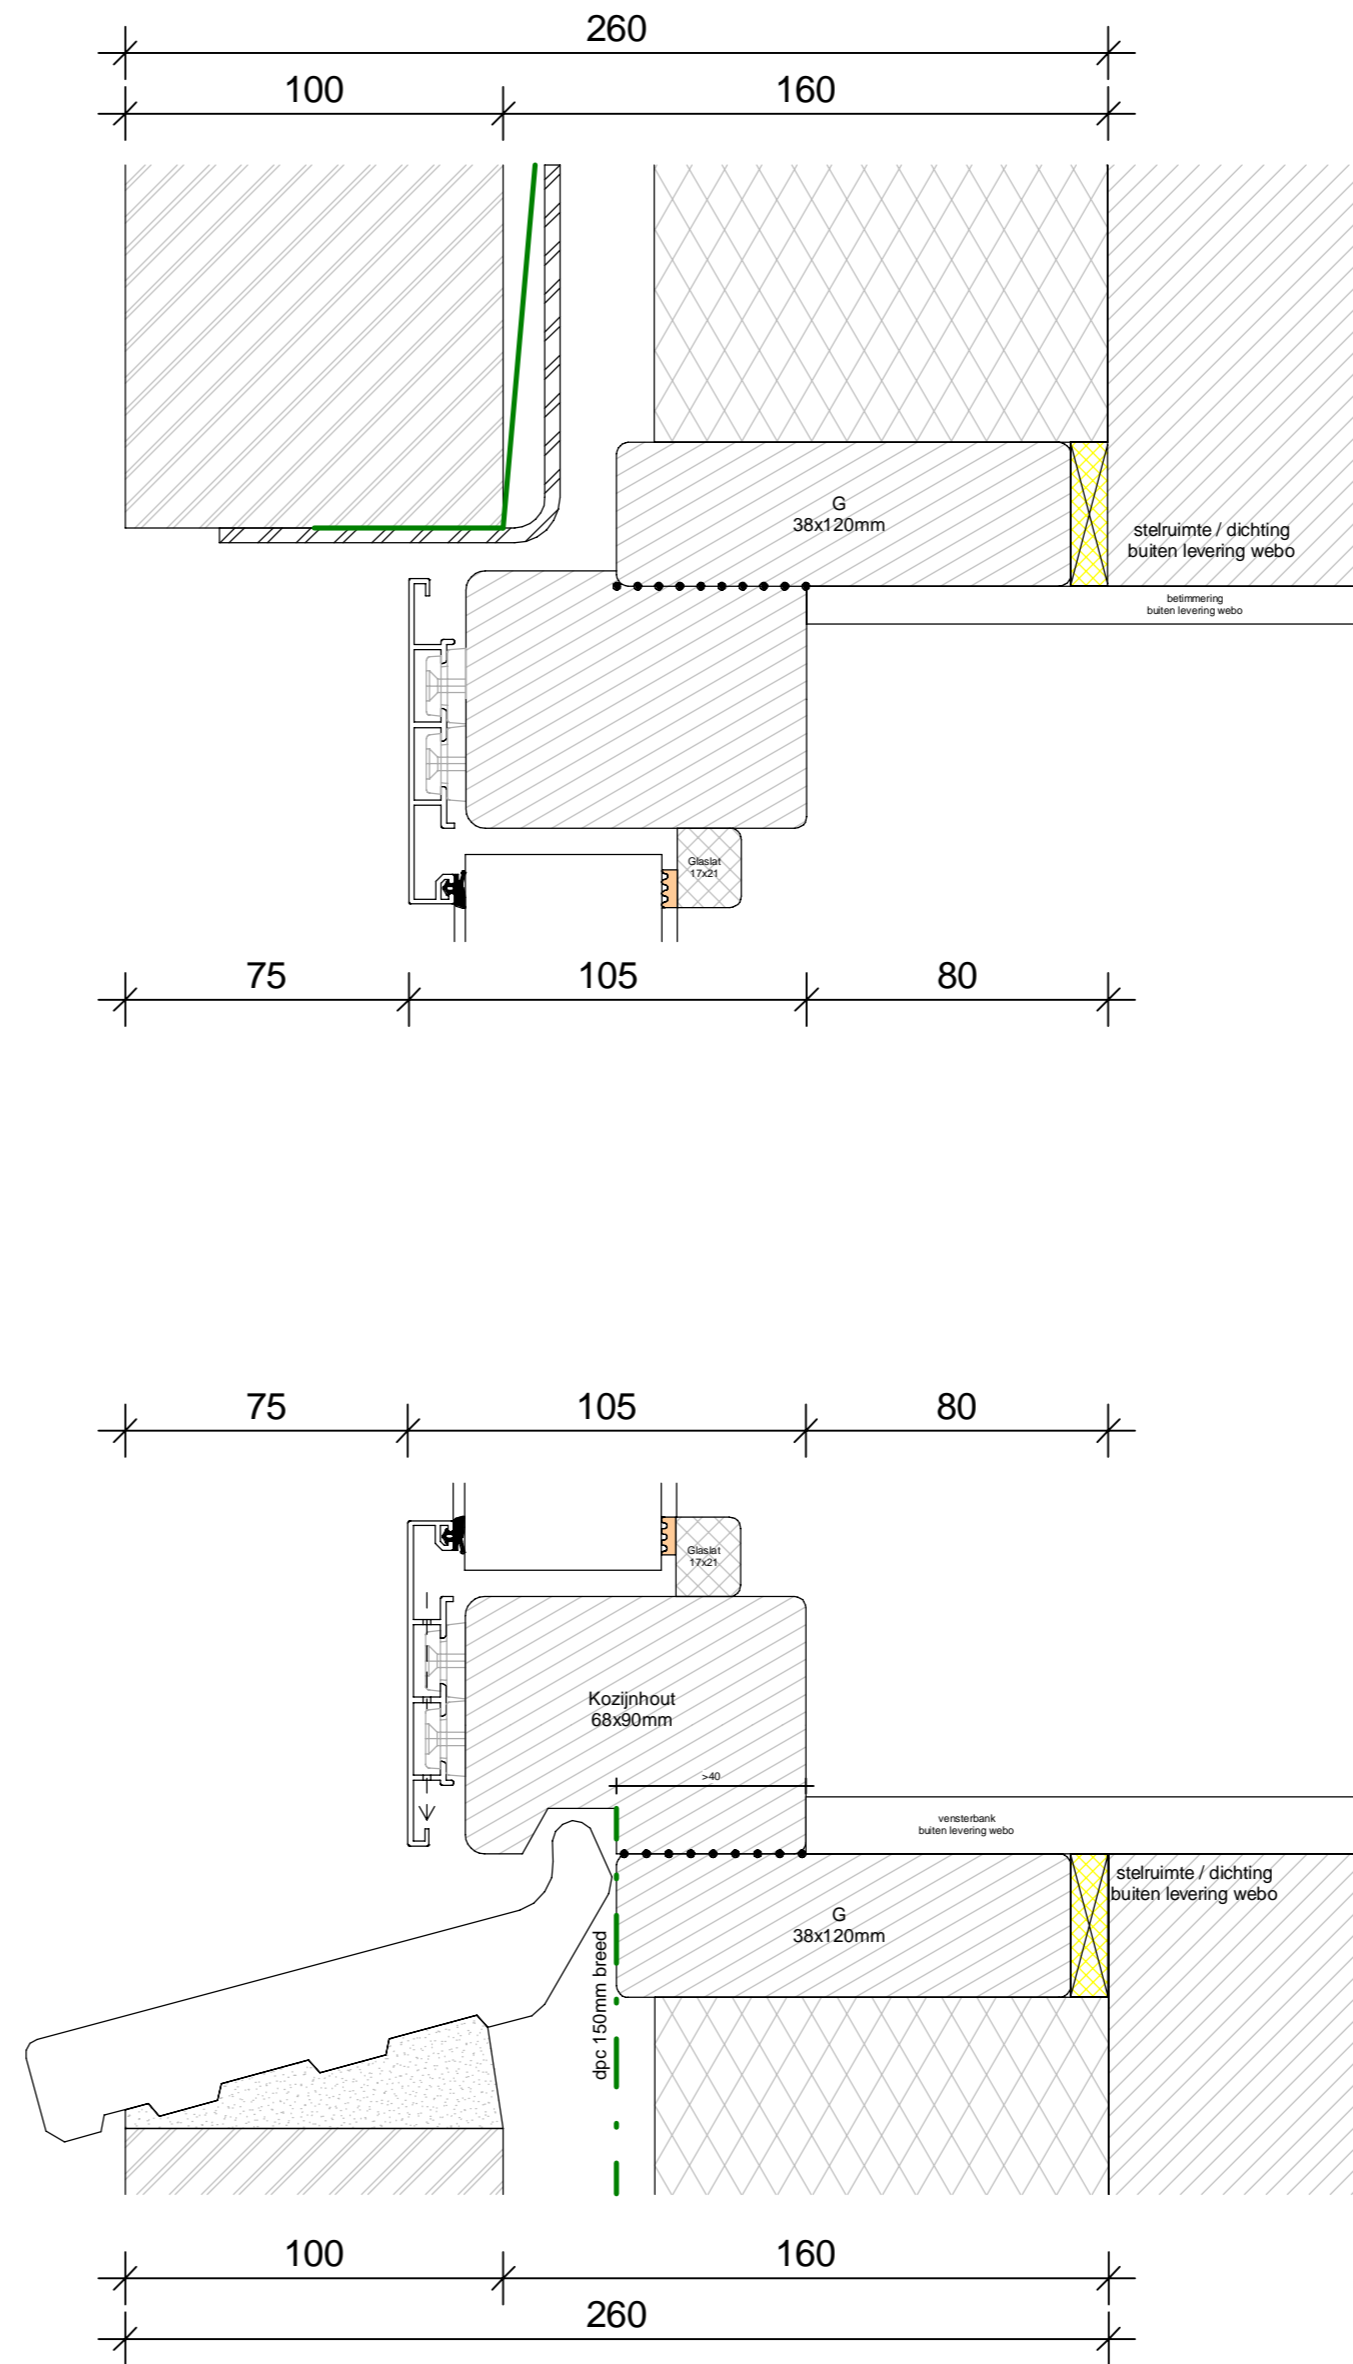 260
100
160
G
38x120mm
stelruimte / dichting
buiten levering webo
betimmering
buiten levering webo
Glaslat
17x21
75
105
80
75
105
80
Glaslat
17x21
Kozijnhout
68x90mm
>40
vensterbank
buiten levering webo
stelruimte / dichting
buiten levering webo
G
38x120mm
dpc 150mm breed
100
160
260